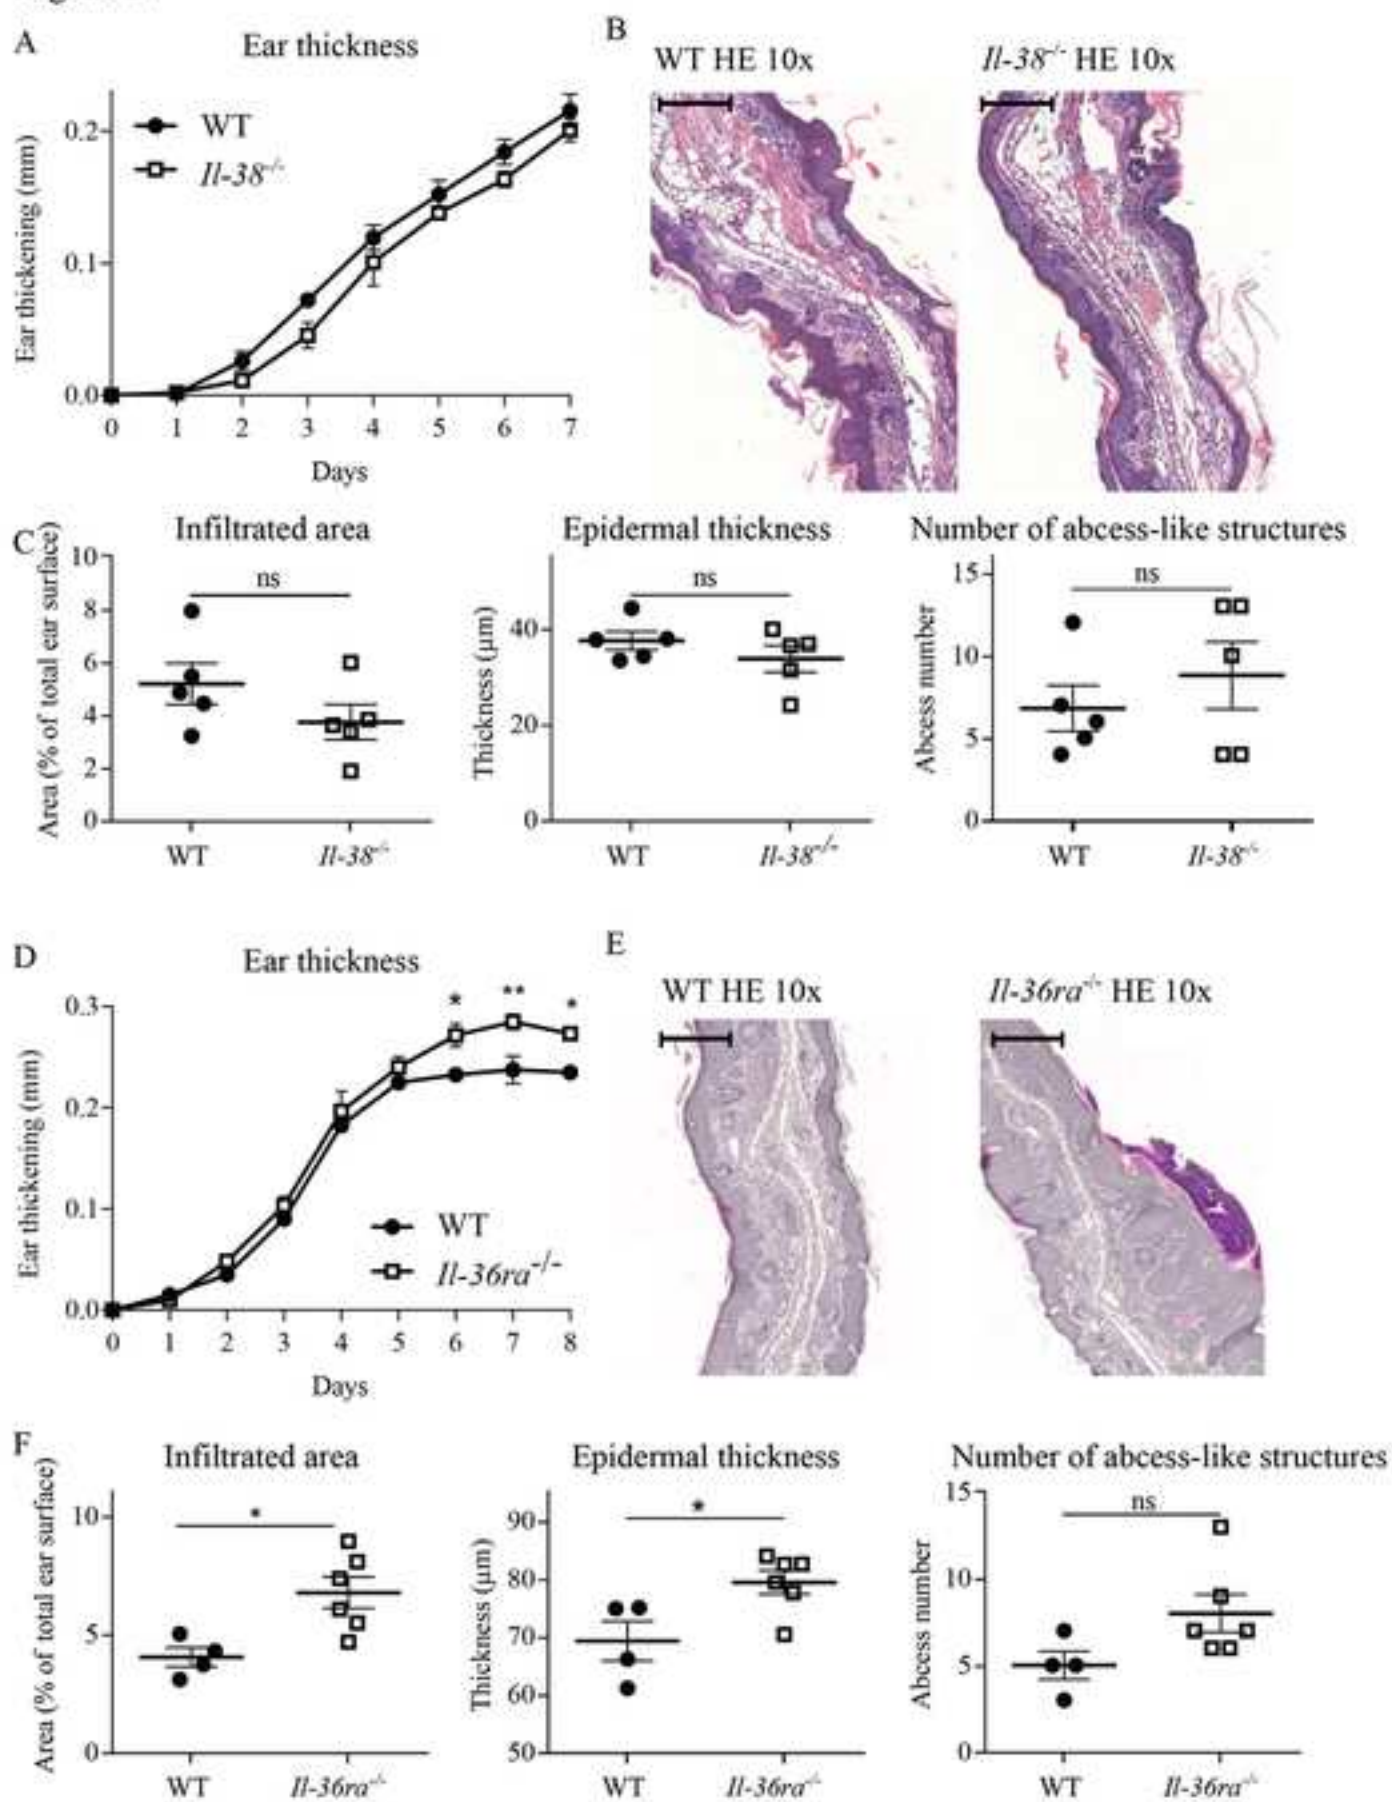 A
Ear thickness
Ear thickening (mm)
0.2
0.1
0.0
WT
Il-38-/-
0 1 2 3 4 5 6 7
Days
B
WT HE 10x
Il-38-/- HE 10x
C
Infiltrated area
Area (% of total ear surface)
10
8
6
4
2
0
ns
WT Il-38-/-
Epidermal thickness
Thickness (µm)
40
20
0
ns
WT Il-38-/-
Number of abcess-like structures
Abcess number
15
10
5
0
ns
WT Il-38-/-
D
Ear thickness
Ear thickening (mm)
0.3
0.2
0.1
0.0
* ** *
WT
Il-36ra-/-
0 1 2 3 4 5 6 7 8
Days
E
WT HE 10x
Il-36ra-/- HE 10x
F
Infiltrated area
Area (% of total ear surface)
10
5
0
*
WT Il-36ra-/-
Epidermal thickness
Thickness (µm)
90
80
70
60
50
*
WT Il-36ra-/-
Number of abcess-like structures
Abcess number
15
10
5
0
ns
WT Il-36ra-/-